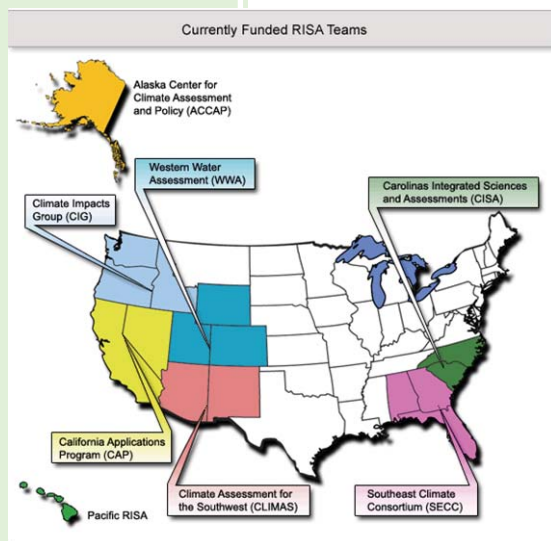 Currently Funded RISA Teams
Alaska Center for
Climate Assessment
and Policy (ACCAP)
Western Water
Assessment (WWA)
Carolinas Integrated Sciences
and Assessments (CISA)
Climate Impacts
Group (CIG)
California Applications
Program (CAP)
Climate Assessment for
the Southwest (CLIMAS)
Southeast Climate
Consortium (SECC)
Pacific RISA